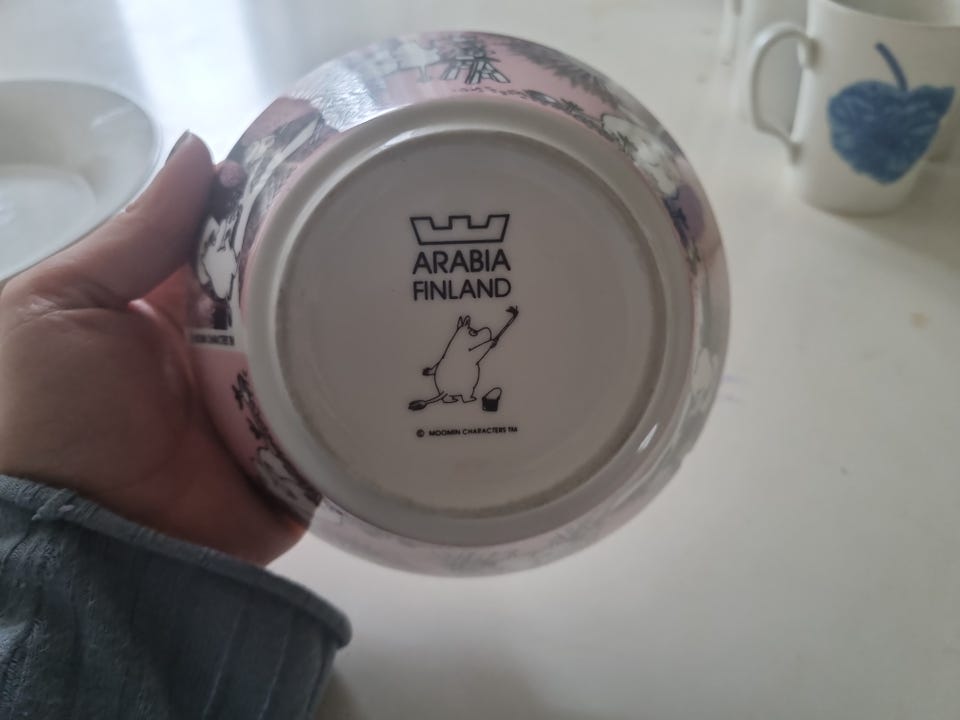 ARABIA
FINLAND
© MOOMIN CHARACTERS TM